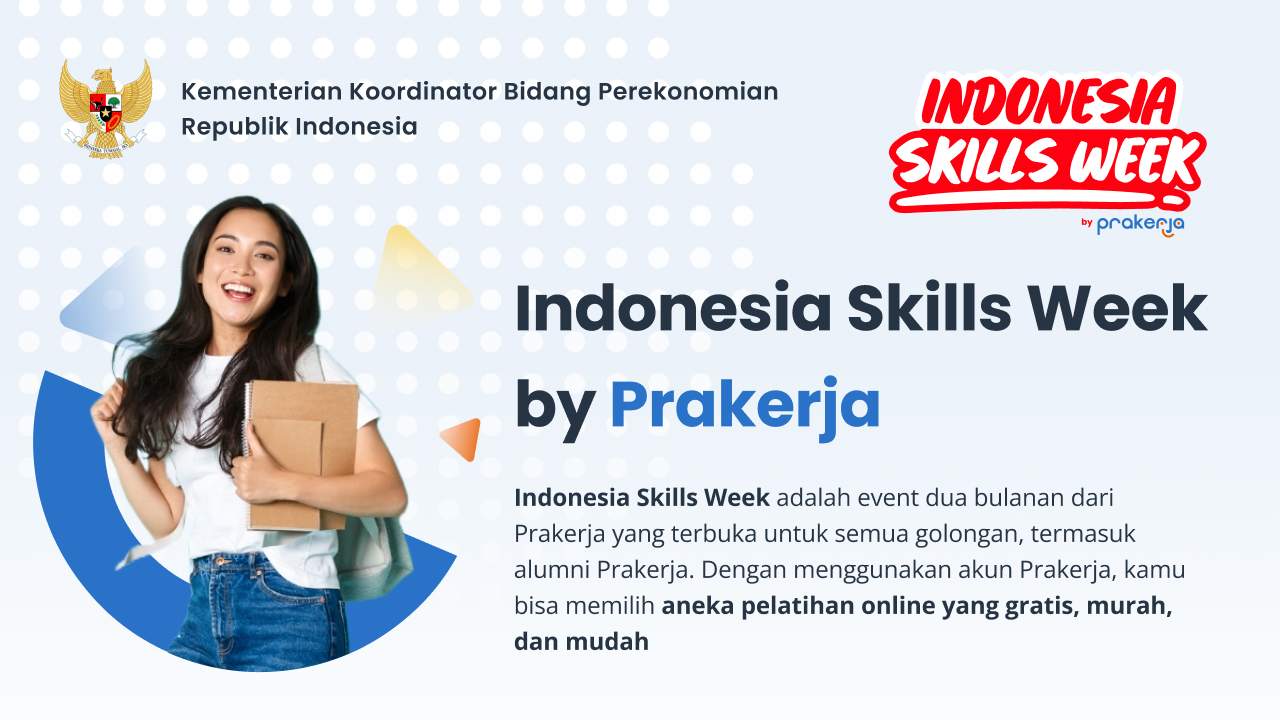 Kementerian Koordinator Bidang Perekonomian
Republik Indonesia
INDONESIA
SKILLS WEEK
by prakerja
Indonesia Skills Week
by Prakerja
Indonesia Skills Week adalah event dua bulanan dari
Prakerja yang terbuka untuk semua golongan, termasuk
alumni Prakerja. Dengan menggunakan akun Prakerja, kamu
bisa memilih aneka pelatihan online yang gratis, murah,
dan mudah